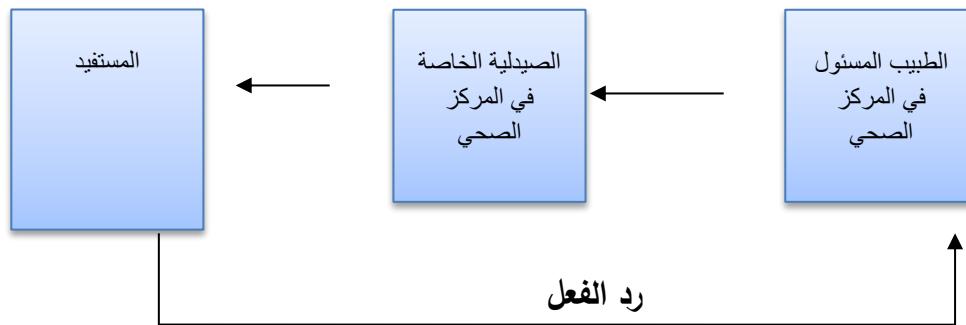 الطبيب المسئول
في المركز
الصحي
الصيدلية الخاصة
في المركز
الصحي
المستفيد
رد الفعل